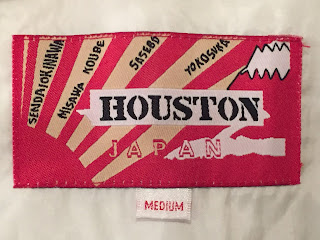 SENDAI OKINAWA
MISAWA KOUBE
SASEBO
YOKOSUKA
HOUSTON
JAPAN
MEDIUM